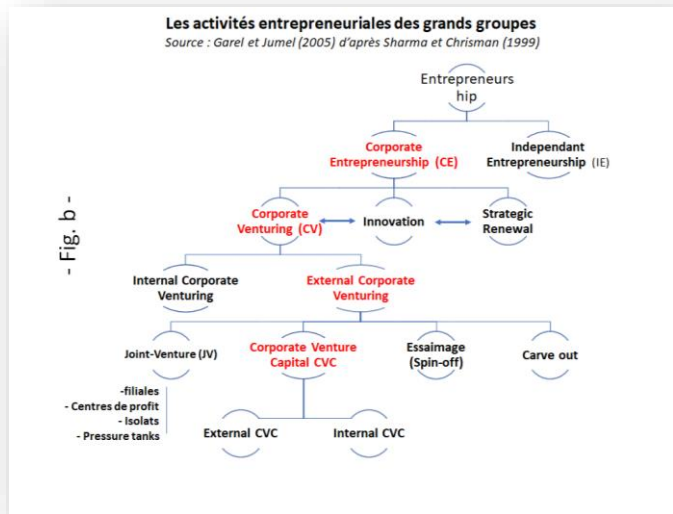 Les activités entrepreneuriales des grands groupes
Source : Garel et Jumel (2005) d'après Sharma et Chrisman (1999)
- Fig. b -
Entrepreneurs
hip
Corporate
Entrepreneurship (CE)
Independant
Entrepreneurship (IE)
Corporate
Venturing (CV)
Innovation
Strategic
Renewal
Internal Corporate
Venturing
External Corporate
Venturing
Joint-Venture (JV)
Corporate Venture
Capital CVC
Essaimage
(Spin-off)
Carve out
-filiales
- Centres de profit
- Isolats
- Pressure tanks
External CVC
Internal CVC